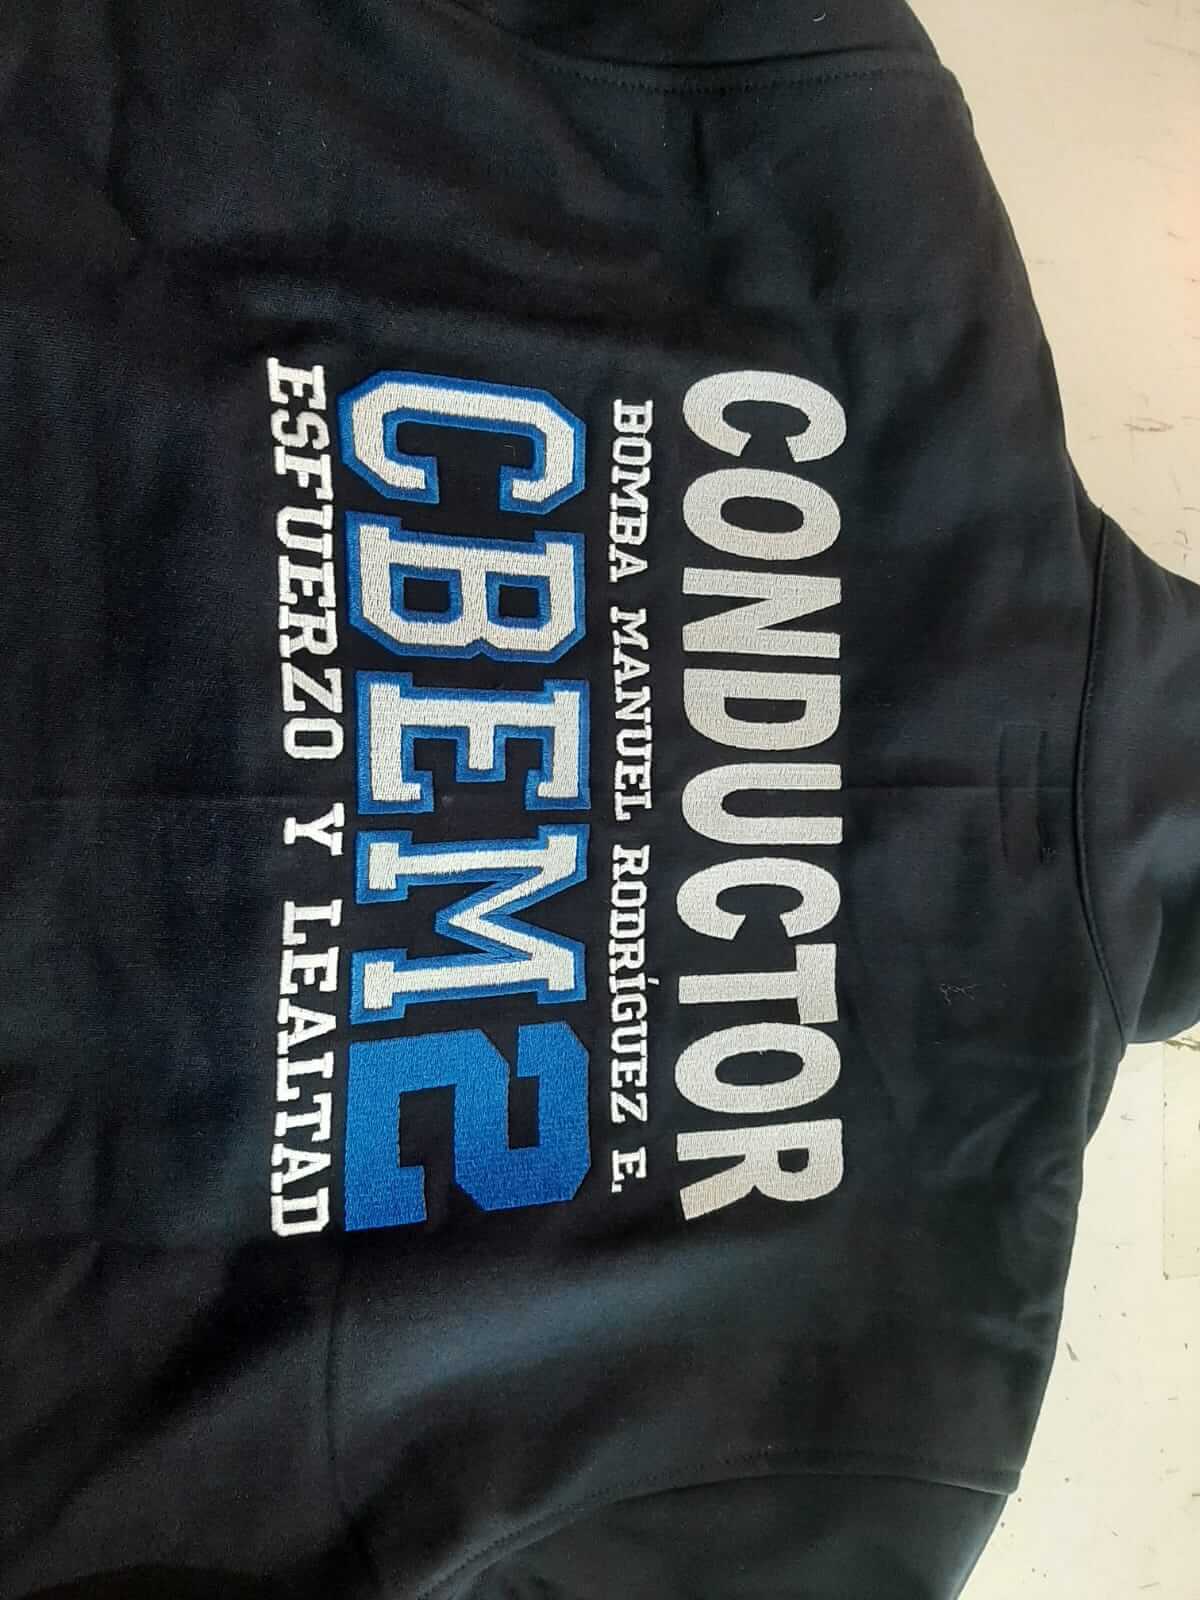 CONDUCTOR
BOMBA MANUEL RODRÍGUEZ E.
CBEM2
ESFUERZO Y LEALTAD